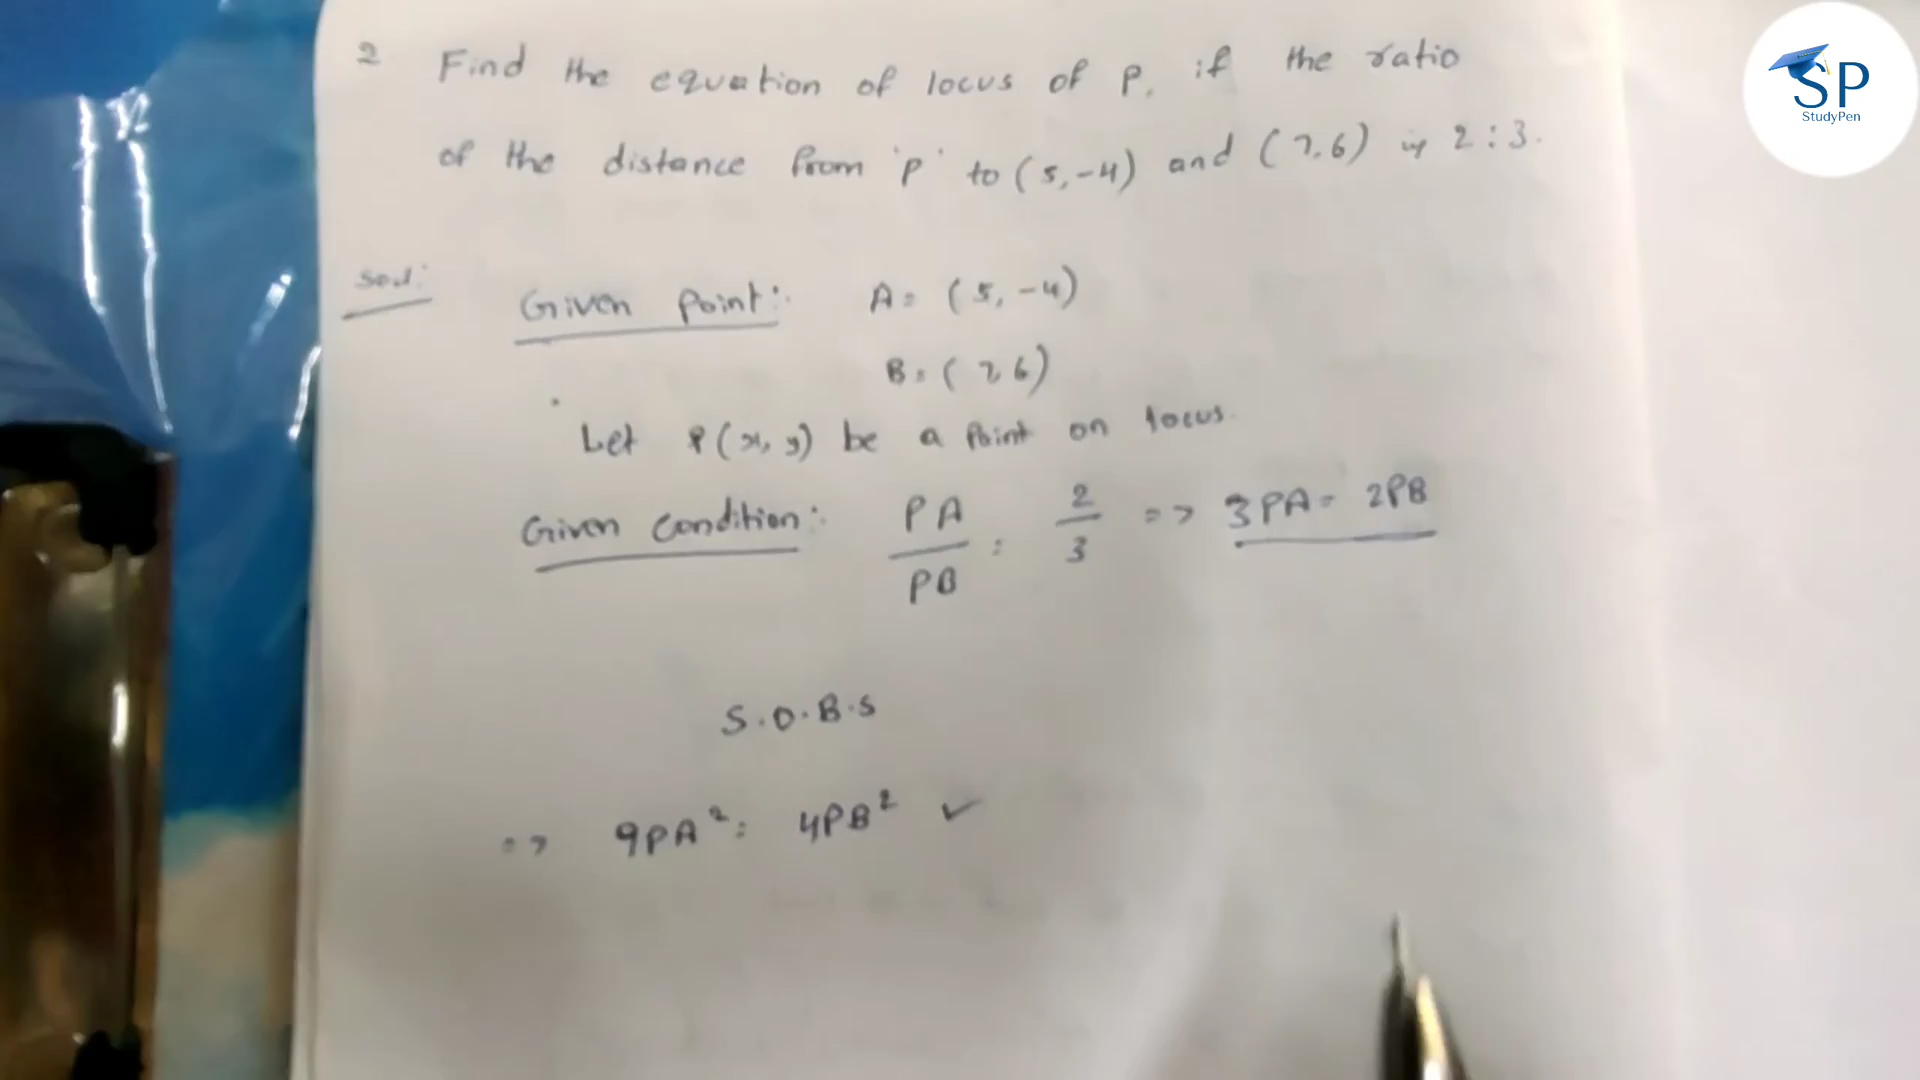 2 Find the equation of locus of P, if the ratio
of the distance from 'P' to (5,-4) and (7,6) is 2:3.
Sol:
Given Point:. A= (5,-4)
B=(7,6)
Let P(x,y) be a Point on locus.
Given Condition: PA/PB = 2/3 => 3PA= 2PB
S.O.B.S
=> 9PA²= 4PB² ✓
SP
StudyPen